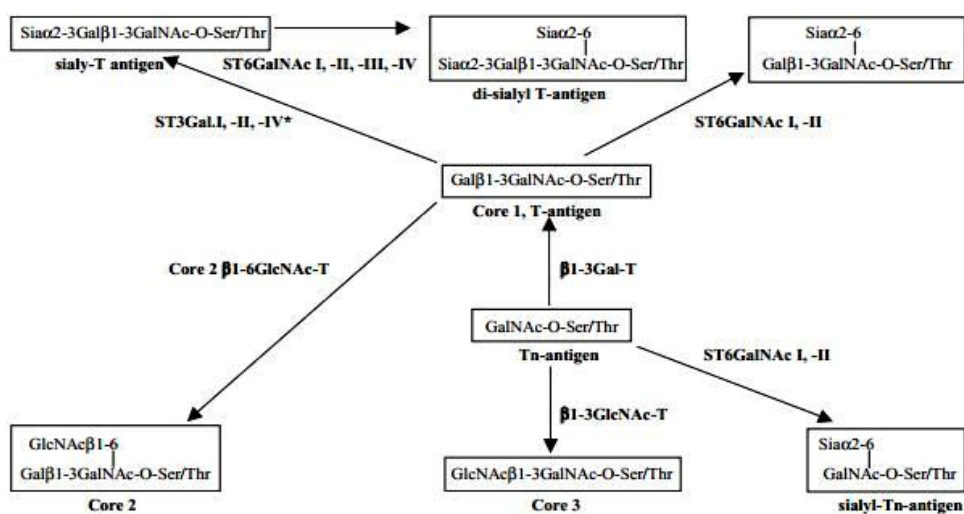 Siaα2-3Galβ1-3GalNAc-O-Ser/Thr
sialy-T antigen
ST6GalNAc I, -II, -III, -IV
Siaα2-6
Siaα2-3Galβ1-3GalNAc-O-Ser/Thr
di-sialyl T-antigen
Siaα2-6
Galβ1-3GalNAc-O-Ser/Thr
ST3Gal.I, -II, -IV*
ST6GalNAc I, -II
Galβ1-3GalNAc-O-Ser/Thr
Core 1, T-antigen
Core 2 β1-6GlcNAc-T
β1-3Gal-T
GalNAc-O-Ser/Thr
Tn-antigen
ST6GalNAc I, -II
β1-3GlcNAc-T
GlcNAcβ1-6
Galβ1-3GalNAc-O-Ser/Thr
Core 2
GlcNAcβ1-3GalNAc-O-Ser/Thr
Core 3
Siaα2-6
GalNAc-O-Ser/Thr
sialyl-Tn-antigen